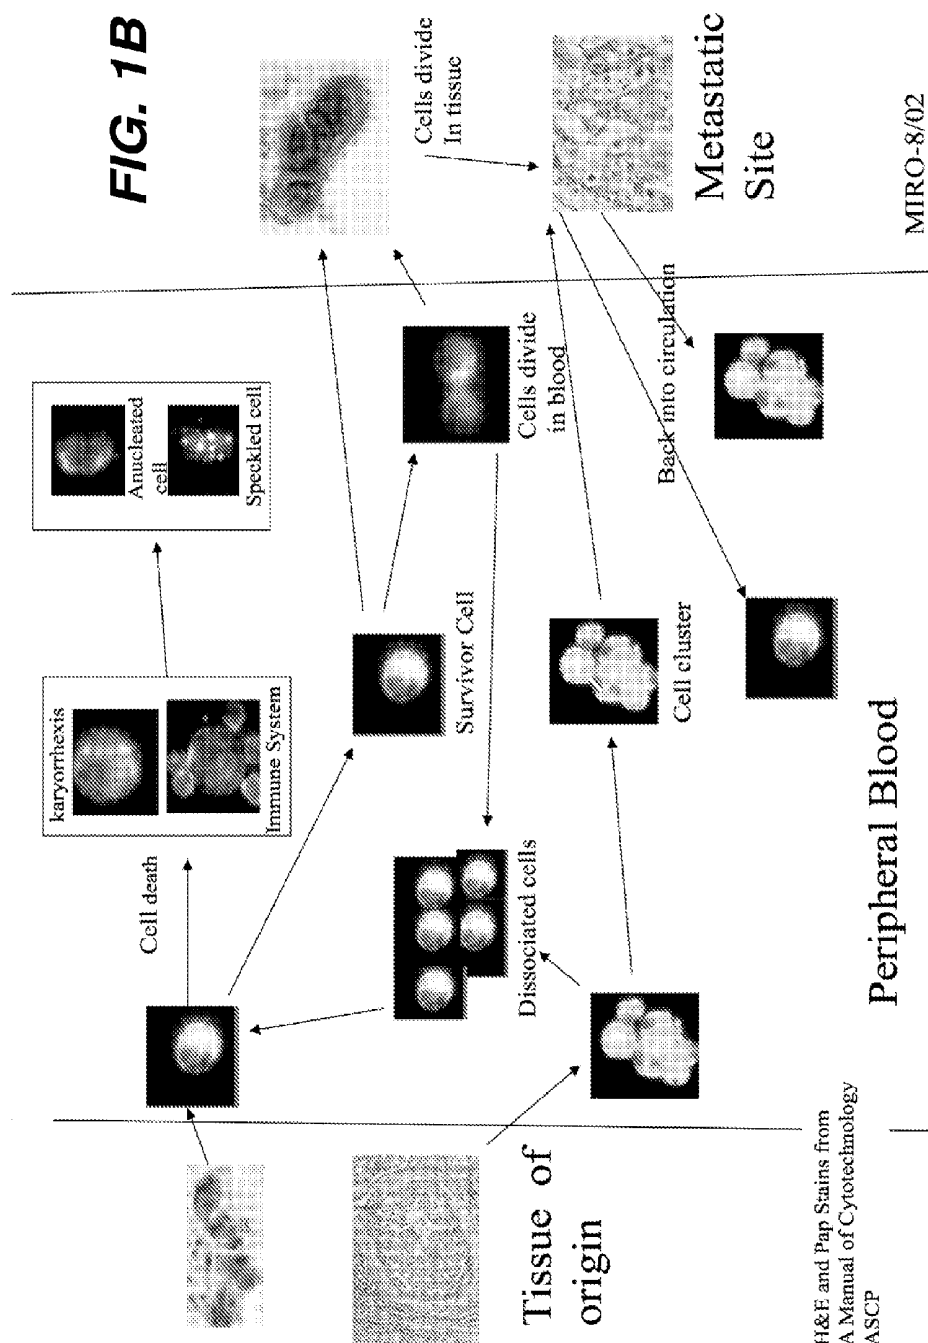 FIG. 1B
karyorrhexis
Immune System
Anucleated
cell
Speckled cell
Cell death
Survivor Cell
Cells divide
in blood
Cells divide
In tissue
Dissociated cells
Cell cluster
Back into circulation
Tissue of
origin
Peripheral Blood
Metastatic
Site
H&E and Pap Stains from
A Manual of Cytotechnology
ASCP
MIRO-8/02